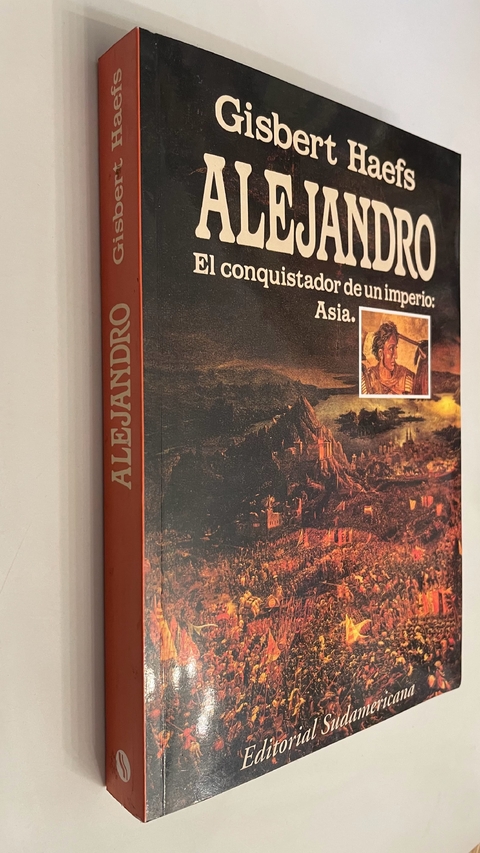 Gisbert Haefs
ALEJANDRO
El conquistador de un imperio:
Asia.
Editorial Sudamericana
ALEJANDRO Gisbert Haefs